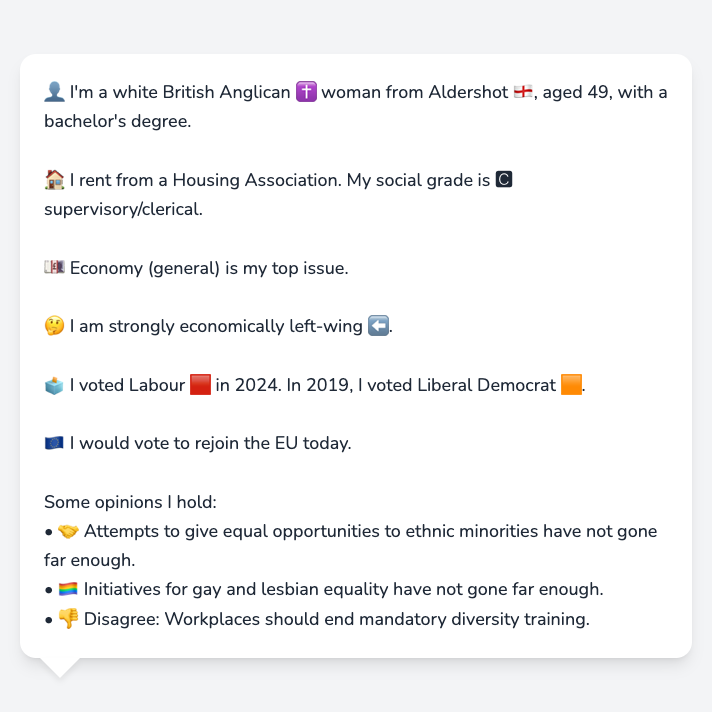 👤 I'm a white British Anglican ✝️ woman from Aldershot 🏴󠁧󠁢󠁥󠁮󠁧󠁿, aged 49, with a
bachelor's degree.
🏠 I rent from a Housing Association. My social grade is 🅲
supervisory/clerical.
💷 Economy (general) is my top issue.
🤔 I am strongly economically left-wing ⬅️.
🗳️ I voted Labour 🟥 in 2024. In 2019, I voted Liberal Democrat 🟧.
🇪🇺 I would vote to rejoin the EU today.
Some opinions I hold:
• 🤝 Attempts to give equal opportunities to ethnic minorities have not gone
far enough.
• 🏳️‍🌈 Initiatives for gay and lesbian equality have not gone far enough.
• 👎 Disagree: Workplaces should end mandatory diversity training.